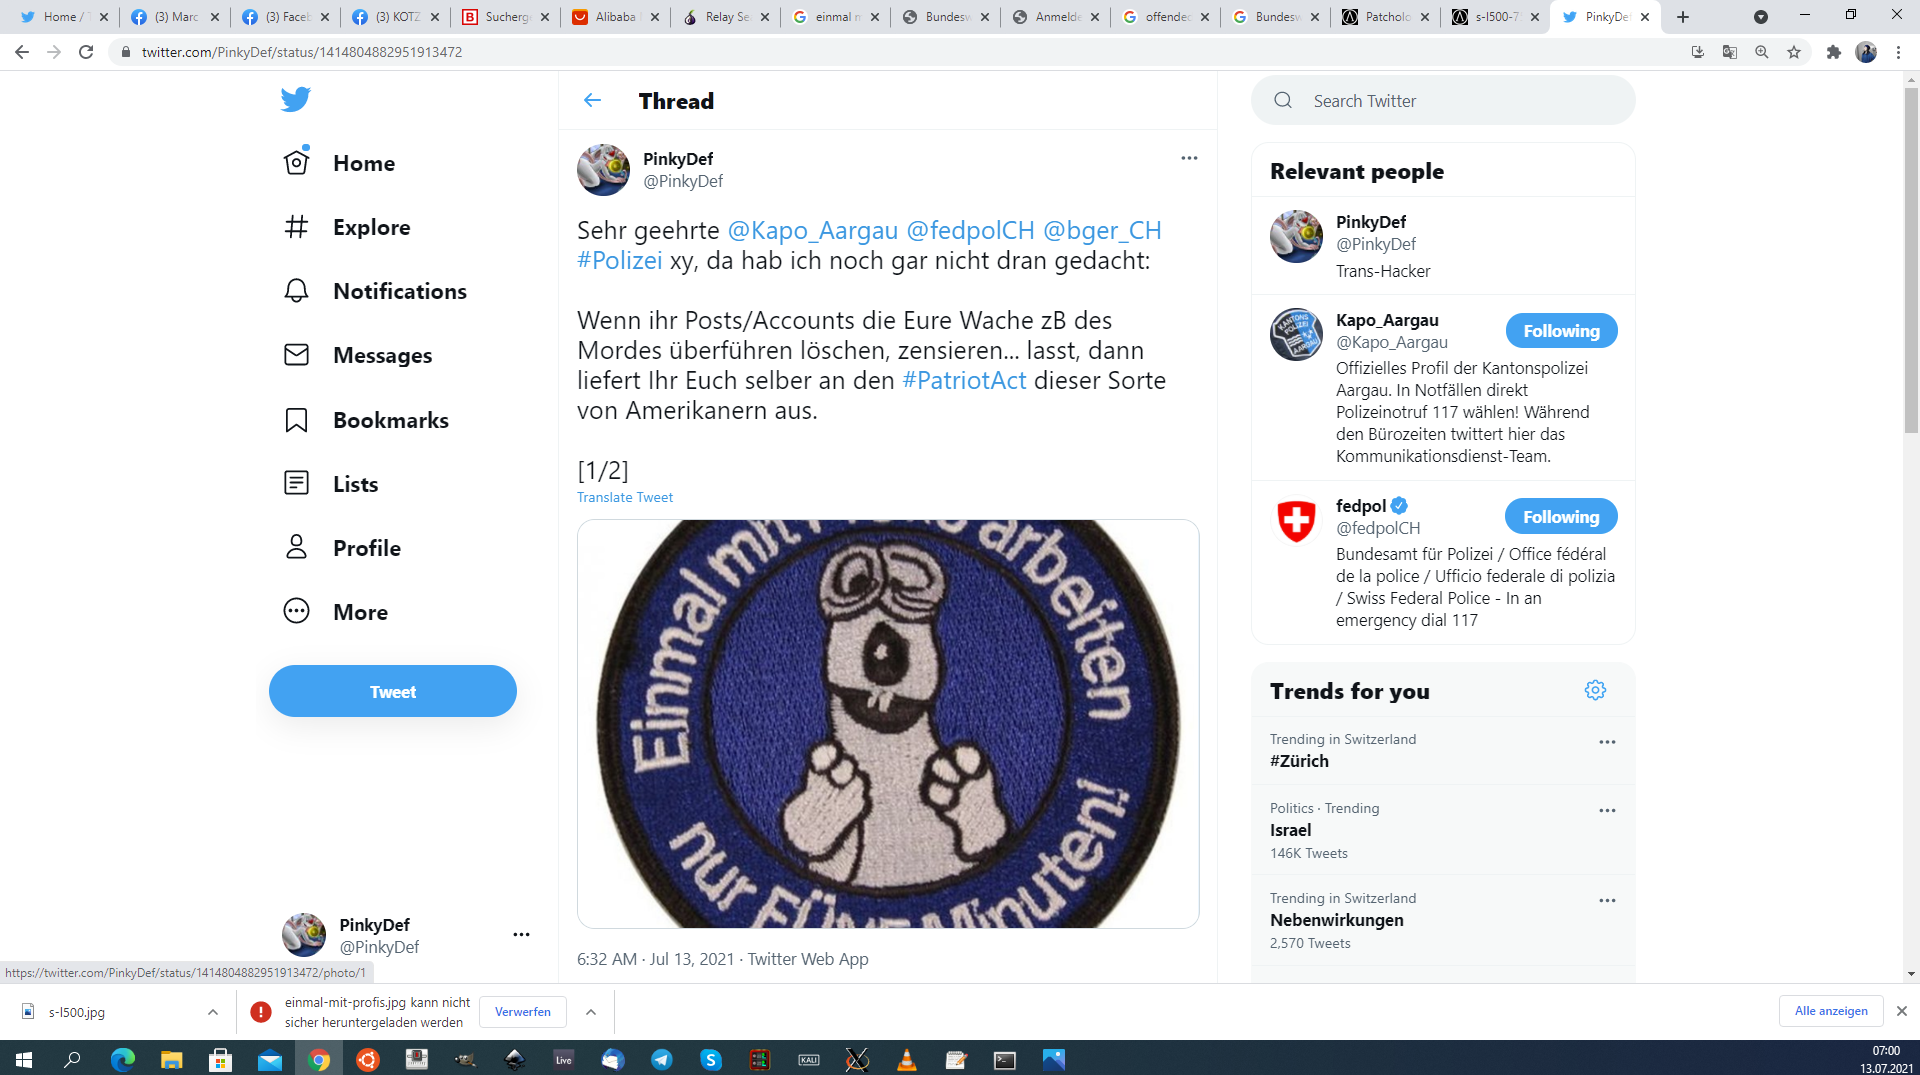 Home / T
(3) Marc
(3) Faceb
(3) KOTZ
Sucherge
Alibaba
Relay Se
einmal m
Bundesw
Anmelde
offended
Bundesw
Patcholo
s-l500-7
PinkyDef
twitter.com/PinkyDef/status/1414804882951913472
Home
Explore
Notifications
Messages
Bookmarks
Lists
Profile
More
Tweet
PinkyDef
@PinkyDef
Thread
PinkyDef
@PinkyDef
Sehr geehrte @Kapo_Aargau @fedpolCH @bger_CH
#Polizei xy, da hab ich noch gar nicht dran gedacht:
Wenn ihr Posts/Accounts die Eure Wache zB des
Mordes überführen löschen, zensieren... lasst, dann
liefert Ihr Euch selber an den #PatriotAct dieser Sorte
von Amerikanern aus.
[1/2]
Translate Tweet
Einmal mit arbeiten
nur FÜNF Minuten!
6:32 AM · Jul 13, 2021 · Twitter Web App
Search Twitter
Relevant people
PinkyDef
@PinkyDef
Trans-Hacker
Kapo_Aargau
@Kapo_Aargau
Following
KANTONS
POLIZEI
AARGAU
Offizielles Profil der Kantonspolizei
Aargau. In Notfällen direkt
Polizeinotruf 117 wählen! Während
den Bürozeiten twittert hier das
Kommunikationsdienst-Team.
fedpol
@fedpolCH
Following
Bundesamt für Polizei / Office fédéral
de la police / Ufficio federale di polizia
/ Swiss Federal Police - In an
emergency dial 117
Trends for you
Trending in Switzerland
#Zürich
Politics · Trending
Israel
146K Tweets
Trending in Switzerland
Nebenwirkungen
2,570 Tweets
https://twitter.com/PinkyDef/status/1414804882951913472/photo/1
s-l500.jpg
einmal-mit-profis.jpg kann nicht
sicher heruntergeladen werden
Verwerfen
Alle anzeigen
Live
KALI
07:00
13.07.2021